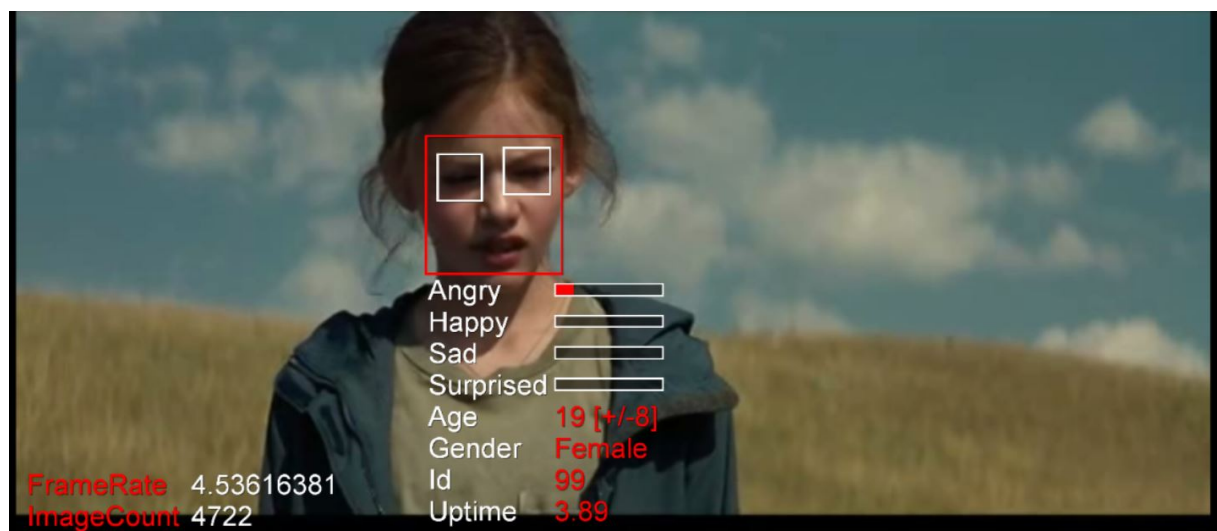 Angry
Happy
Sad
Surprised
Age 19 [+/-8]
Gender Female
Id 99
Uptime 3.89
FrameRate 4.53616381
ImageCount 4722